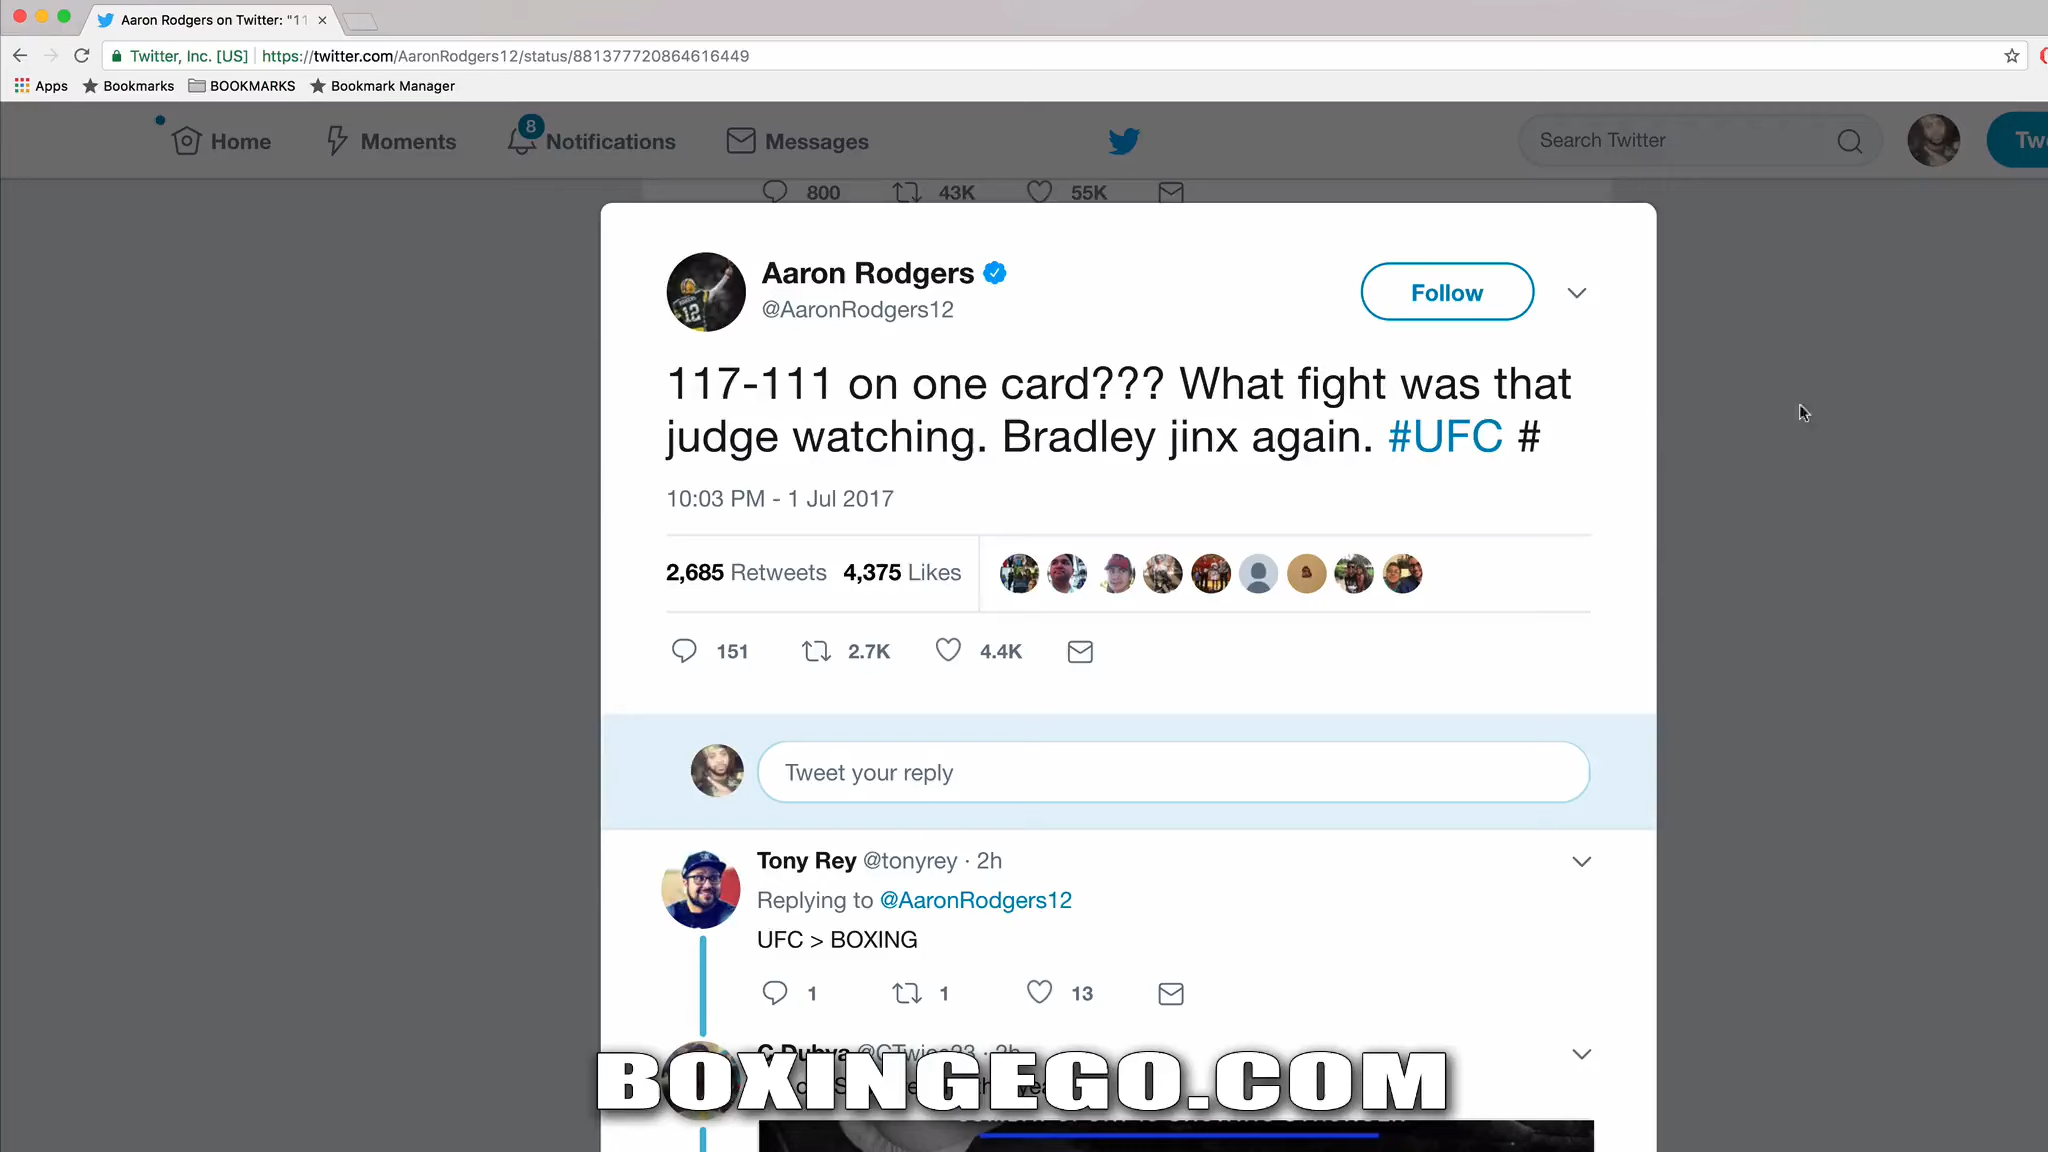 Aaron Rodgers on Twitter: "11
Twitter, Inc. [US] https://twitter.com/AaronRodgers12/status/881377720864616449
Apps Bookmarks BOOKMARKS Bookmark Manager
Home Moments 8 Notifications Messages Search Twitter Tw
800 43K 55K
Aaron Rodgers
@AaronRodgers12
Follow
117-111 on one card??? What fight was that
judge watching. Bradley jinx again. #UFC #
10:03 PM - 1 Jul 2017
2,685 Retweets 4,375 Likes
151 2.7K 4.4K
Tweet your reply
Tony Rey @tonyrey · 2h
Replying to @AaronRodgers12
UFC > BOXING
1 1 13
C Dubya @CTwice23 · 2h
BOXINGEGO.COM